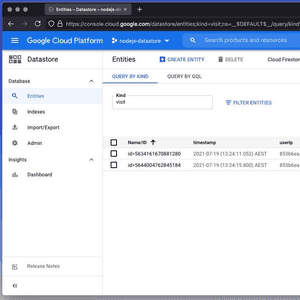 Entities – Datastore – nodejs-
https://console.cloud.google.com/datastore/entities;kind=visit;ns=__$DEFAULT$__/query/kind
Google Cloud Platform
nodejs-datastore
Search products and resources
Datastore
Entities
CREATE ENTITY
DELETE
Cloud Firestore
Database
QUERY BY KIND
QUERY BY GQL
Entities
Kind
visit
FILTER ENTITIES
Indexes
Import/Export
Admin
Name/ID
timestamp
userIp
id=5634161670881280
2021-07-19 (13:24:11.052) AEST
853b6ea
id=5644004762845184
2021-07-19 (13:24:15.800) AEST
853b6ea
Insights
Dashboard
Release Notes